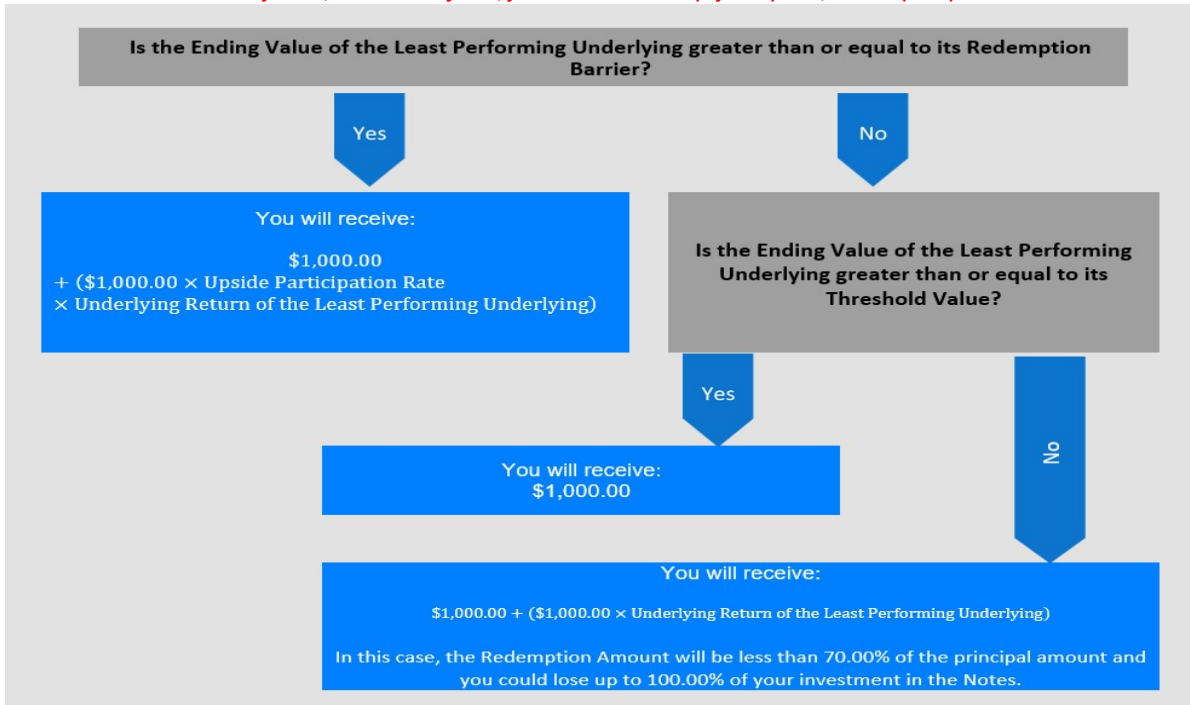 Is the Ending Value of the Least Performing Underlying greater than or equal to its Redemption
Barrier?
Yes
No
You will receive:
$1,000.00
+ ($1,000.00 × Upside Participation Rate
× Underlying Return of the Least Performing Underlying)
Is the Ending Value of the Least Performing
Underlying greater than or equal to its
Threshold Value?
Yes
No
You will receive:
$1,000.00
You will receive:
$1,000.00 + ($1,000.00 × Underlying Return of the Least Performing Underlying)
In this case, the Redemption Amount will be less than 70.00% of the principal amount and
you could lose up to 100.00% of your investment in the Notes.